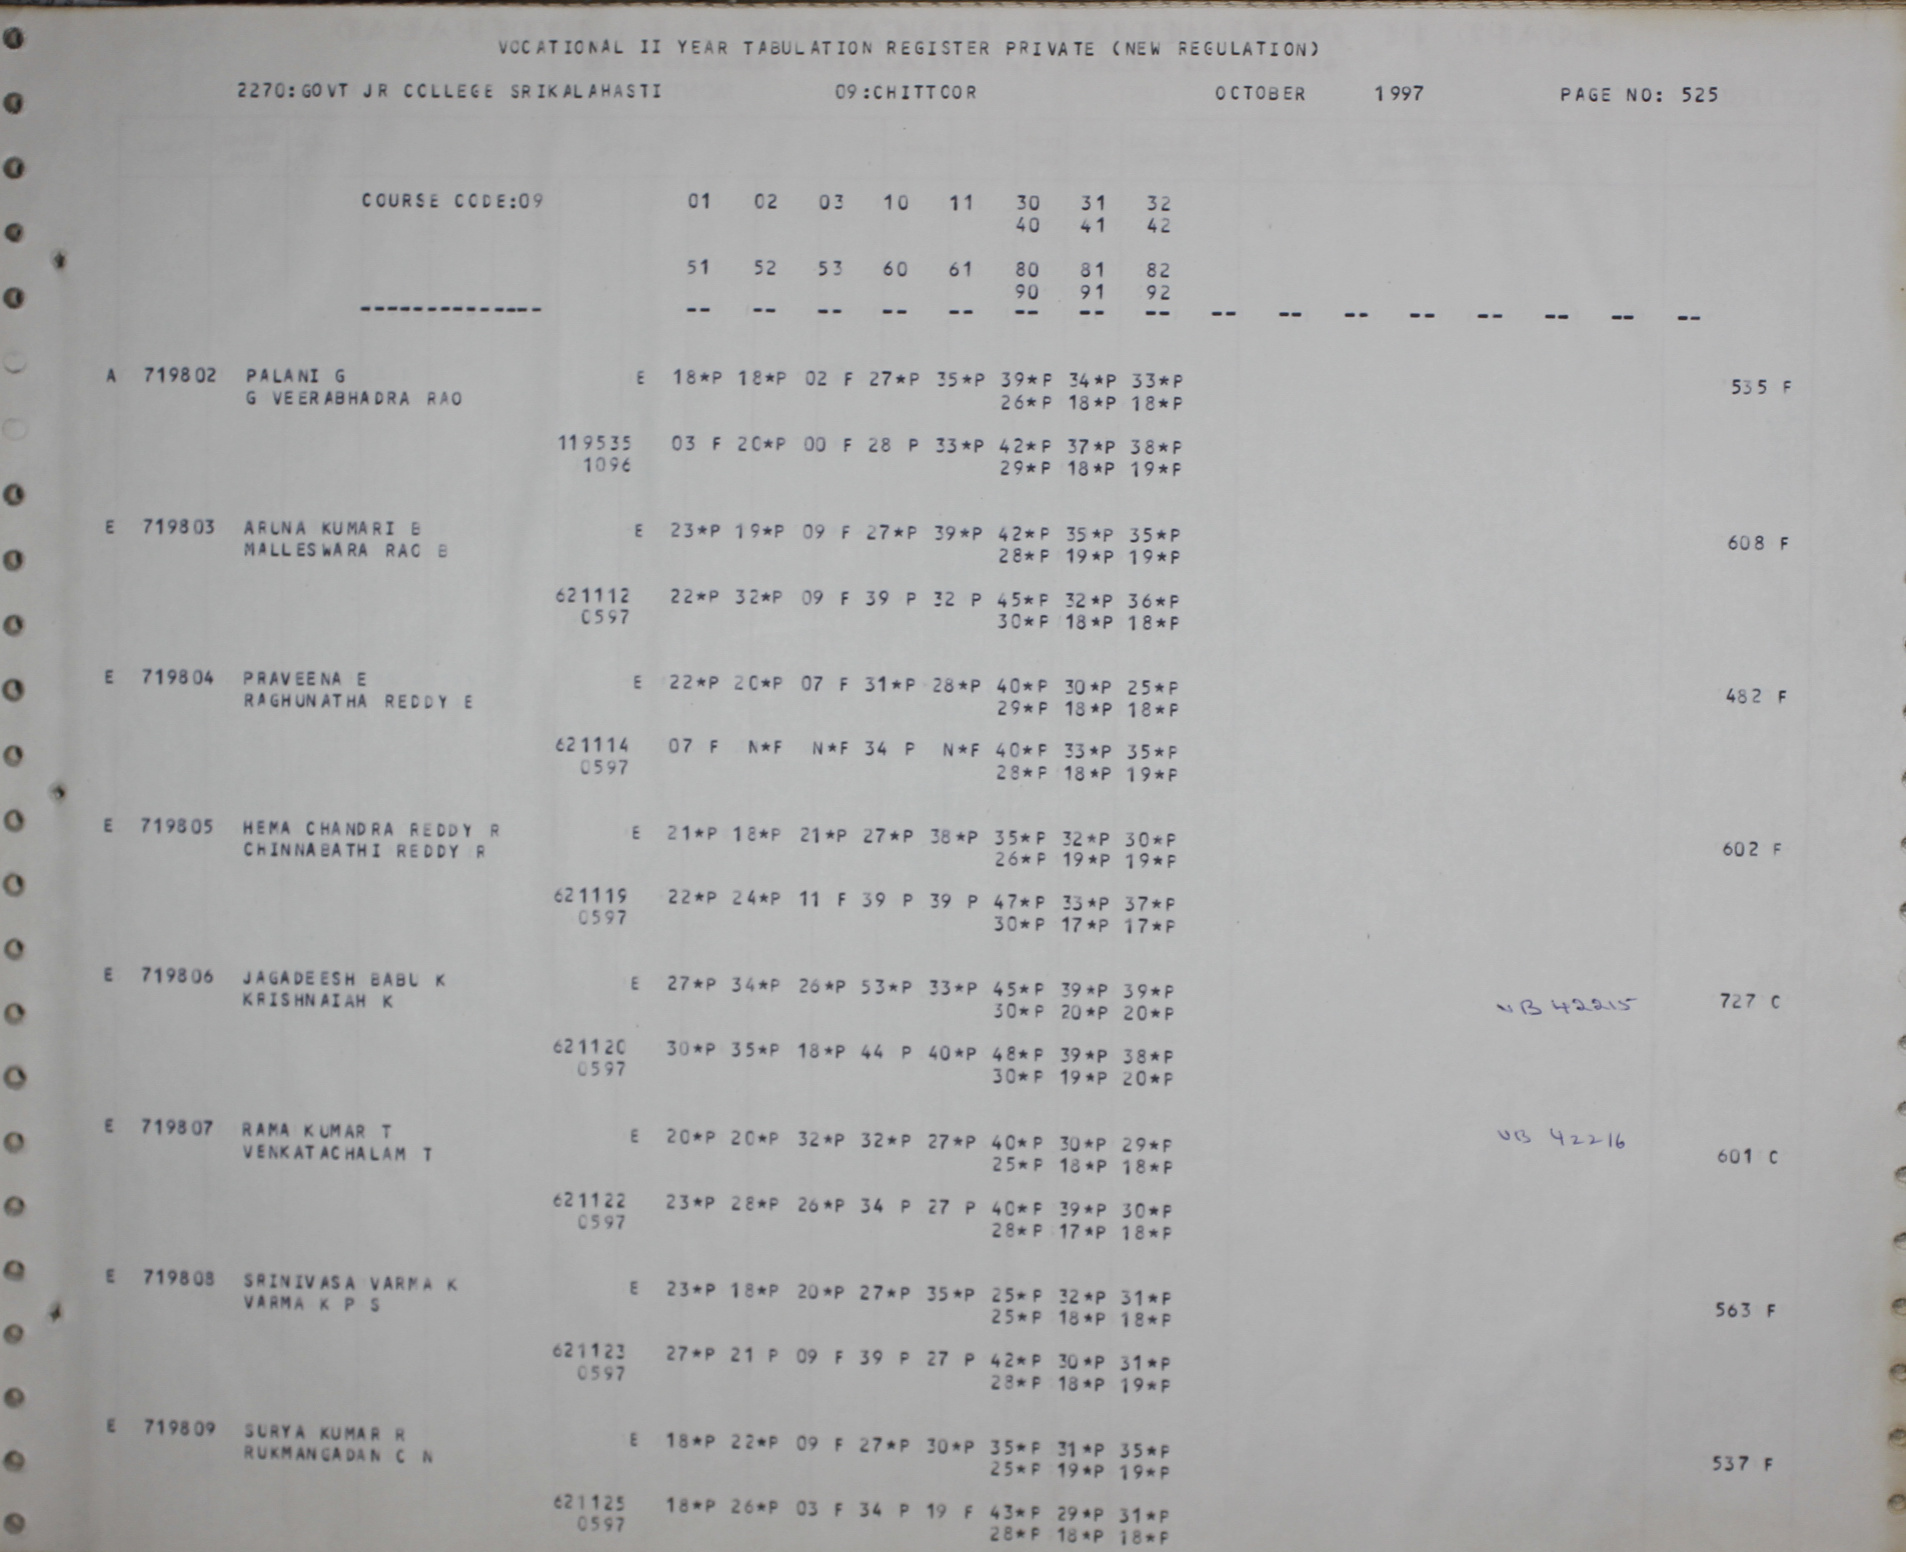 VOCATIONAL II YEAR TABULATION REGISTER PRIVATE (NEW REGULATION)
2270:GOVT JR COLLEGE SRIKALAHASTI 09:CHITTCOR OCTOBER 1997 PAGE NO: 525
COURSE CODE:09 01 02 03 10 11 30 31 32
40 41 42
51 52 53 60 61 80 81 82
90 91 92
-------------- -- -- -- -- -- -- -- -- -- -- -- -- -- -- -- --
A 719802 PALANI G E 18*P 18*P 02 F 27*P 35*P 39*P 34*P 33*P 535 F
G VEERABHADRA RAO 26*P 18*P 18*P
119535 03 F 20*P 00 F 28 P 33*P 42*P 37*P 38*P
1096 29*P 18*P 19*P
E 719803 ARUNA KUMARI B E 23*P 19*P 09 F 27*P 39*P 42*P 35*P 35*P 608 F
MALLESWARA RAO B 28*P 19*P 19*P
621112 22*P 32*P 09 F 39 P 32 P 45*P 32*P 36*P
0597 30*P 18*P 18*P
E 719804 PRAVEENA E E 22*P 20*P 07 F 31*P 28*P 40*P 30*P 25*P 482 F
RAGHUNATHA REDDY E 29*P 18*P 18*P
621114 07 F N*F N*F 34 P N*F 40*P 33*P 35*P
0597 28*P 18*P 19*P
E 719805 HEMA CHANDRA REDDY R E 21*P 18*P 21*P 27*P 38*P 35*P 32*P 30*P 602 F
CHINNABATHI REDDY R 26*P 19*P 19*P
621119 22*P 24*P 11 F 39 P 39 P 47*P 33*P 37*P
0597 30*P 17*P 17*P
E 719806 JAGADEESH BABU K E 27*P 34*P 26*P 53*P 33*P 45*P 39*P 39*P VB 42215 727 C
KRISHNAIAH K 30*P 20*P 20*P
621120 30*P 35*P 18*P 44 P 40*P 48*P 39*P 38*P
0597 30*P 19*P 20*P
E 719807 RAMA KUMAR T E 20*P 20*P 32*P 32*P 27*P 40*P 30*P 29*P VB 42216 601 C
VENKATACHALAM T 25*P 18*P 18*P
621122 23*P 28*P 26*P 34 P 27 P 40*P 39*P 30*P
0597 28*P 17*P 18*P
E 719808 SRINIVASA VARMA K E 23*P 18*P 20*P 27*P 35*P 25*P 32*P 31*P 563 F
VARMA K P S 25*P 18*P 18*P
621123 27*P 21 P 09 F 39 P 27 P 42*P 30*P 31*P
0597 28*P 18*P 19*P
E 719809 SURYA KUMAR R E 18*P 22*P 09 F 27*P 30*P 35*P 31*P 35*P 537 F
RUKMANGADAN C N 25*P 19*P 19*P
621125 18*P 26*P 03 F 34 P 19 F 43*P 29*P 31*P
0597 28*P 18*P 18*P